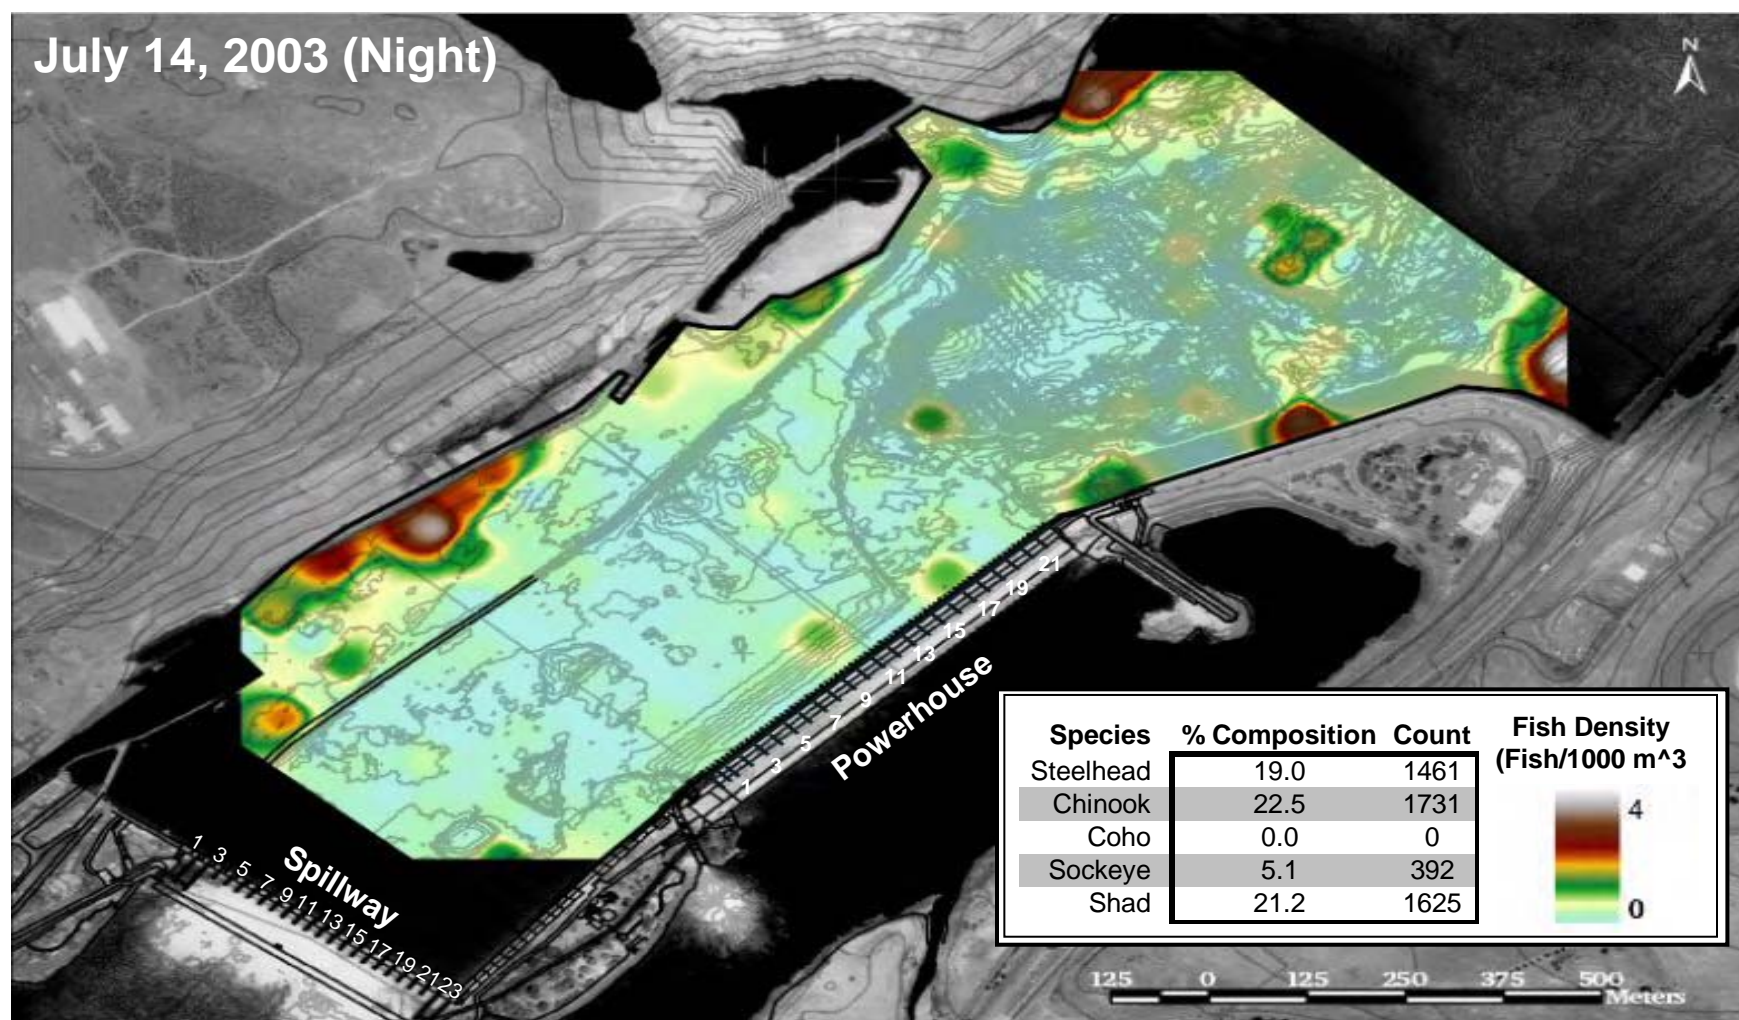 July 14, 2003 (Night)
N
21
19
17
15
13
11
9
7
5
3
1
Powerhouse
Species % Composition Count
Steelhead 19.0 1461
Chinook 22.5 1731
Coho 0.0 0
Sockeye 5.1 392
Shad 21.2 1625
Fish Density
(Fish/1000 m^3
4
0
Spillway
1 3 5 7 9 11 13 15 17 19 21 23
125 0 125 250 375 500
Meters